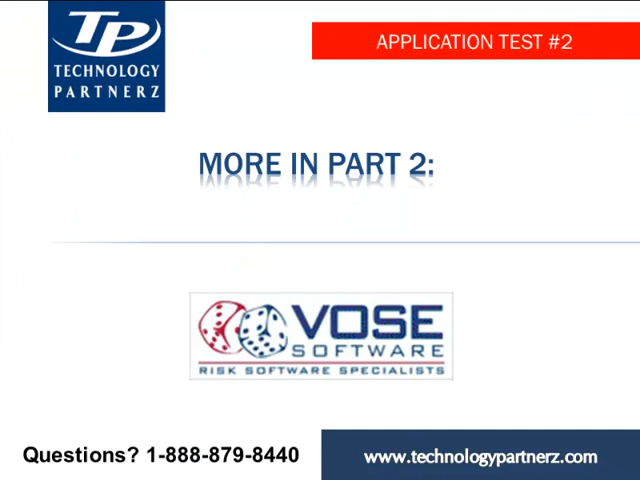 TP
TECHNOLOGY
PARTNERZ
APPLICATION TEST #2
MORE IN PART 2:
VOSE
SOFTWARE
RISK SOFTWARE SPECIALISTS
Questions? 1-888-879-8440
www.technologypartnerz.com